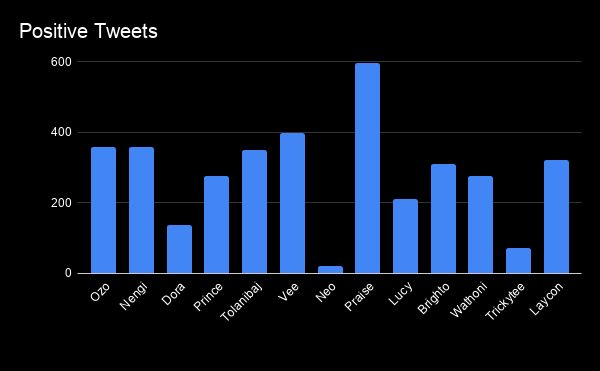 Positive Tweets
600
400
200
0
Ozo
Nengi
Dora
Prince
Tolanibaj
Vee
Neo
Praise
Lucy
Brighto
Wathoni
Trickytee
Laycon